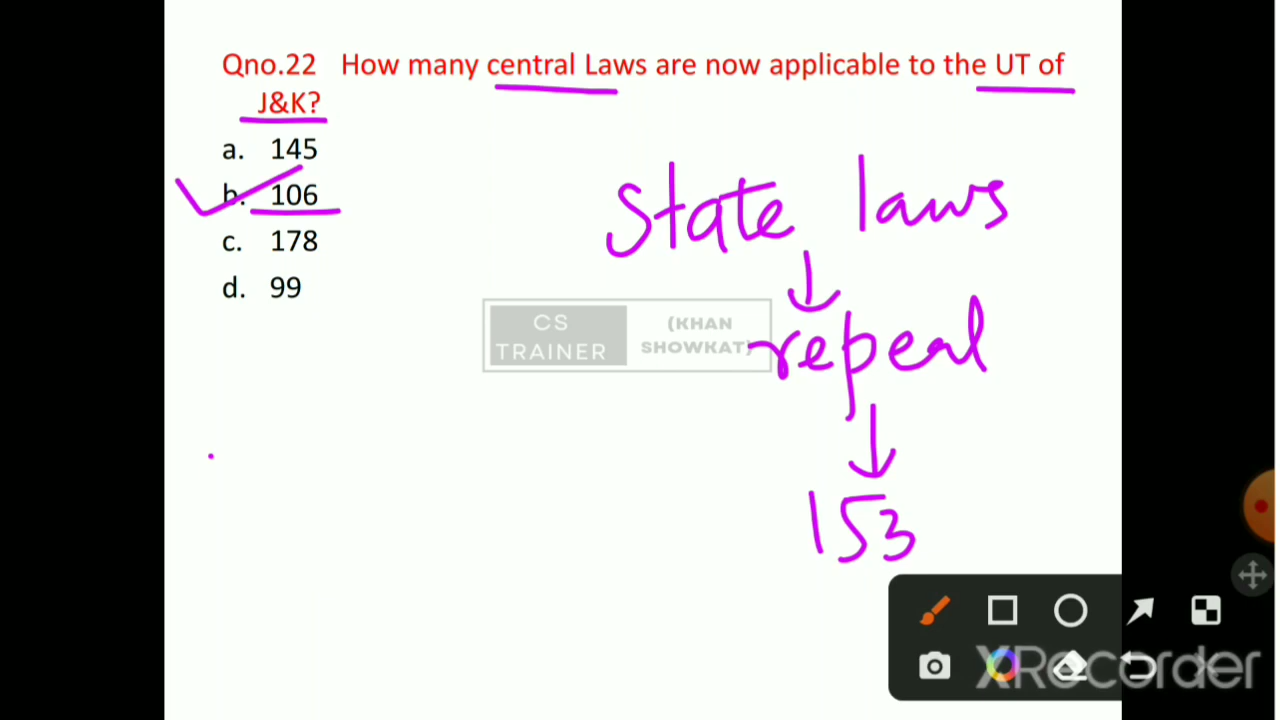 Qno.22 How many central Laws are now applicable to the UT of
J&K?
a. 145
b. 106
c. 178
d. 99
State laws
repeal
153
CS
TRAINER
(KHAN
SHOWKAT)
XRecorder